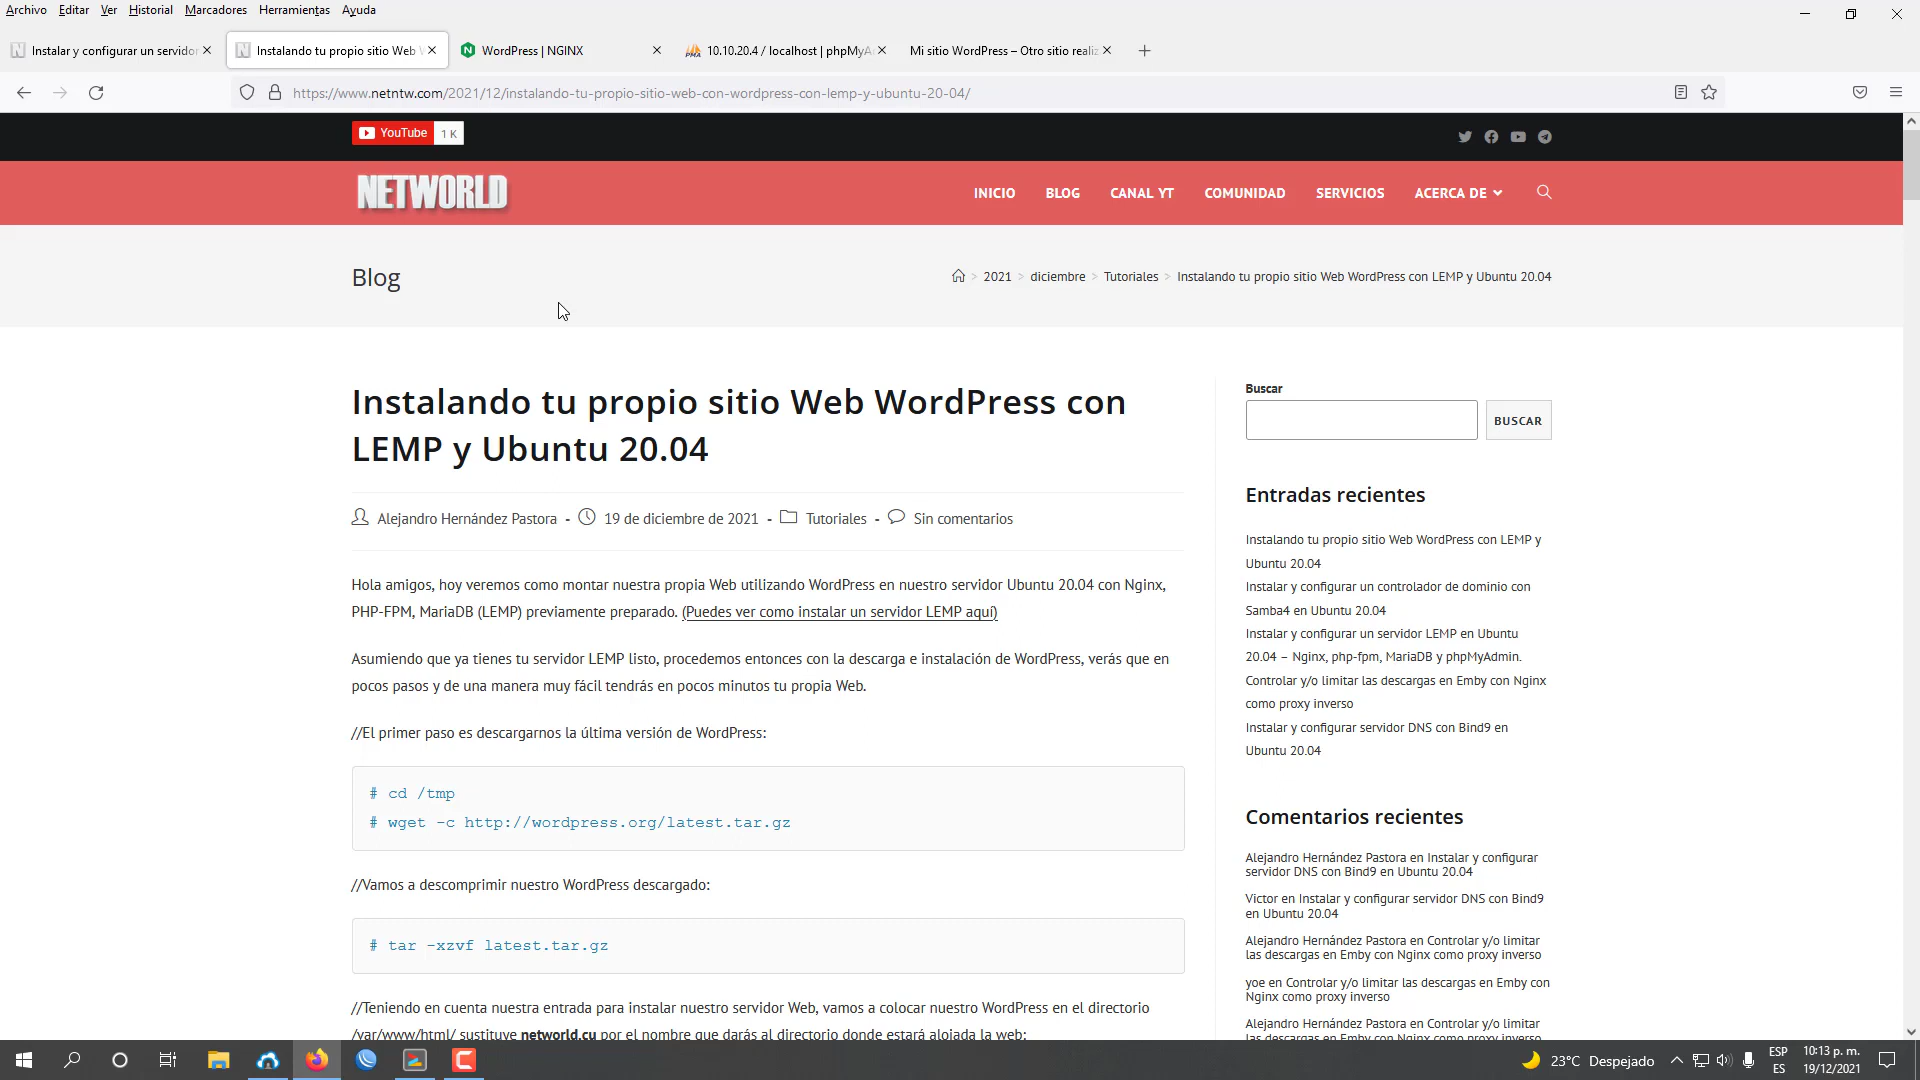 Archivo Editar Ver Historial Marcadores Herramientas Ayuda
Instalar y configurar un servidor
Instalando tu propio sitio Web
WordPress | NGINX
10.10.20.4 / localhost | phpMyA
Mi sitio WordPress – Otro sitio realiz
https://www.netntw.com/2021/12/instalando-tu-propio-sitio-web-con-wordpress-con-lemp-y-ubuntu-20-04/
YouTube 1 K
NETWORLD
INICIO BLOG CANAL YT COMUNIDAD SERVICIOS ACERCA DE
Blog
> 2021 > diciembre > Tutoriales > Instalando tu propio sitio Web WordPress con LEMP y Ubuntu 20.04
Instalando tu propio sitio Web WordPress con
LEMP y Ubuntu 20.04
Alejandro Hernández Pastora - 19 de diciembre de 2021 - Tutoriales - Sin comentarios
Hola amigos, hoy veremos como montar nuestra propia Web utilizando WordPress en nuestro servidor Ubuntu 20.04 con Nginx,
PHP-FPM, MariaDB (LEMP) previamente preparado. (Puedes ver como instalar un servidor LEMP aquí)
Asumiendo que ya tienes tu servidor LEMP listo, procedemos entonces con la descarga e instalación de WordPress, verás que en
pocos pasos y de una manera muy fácil tendrás en pocos minutos tu propia Web.
//El primer paso es descargarnos la última versión de WordPress:
# cd /tmp
# wget -c http://wordpress.org/latest.tar.gz
//Vamos a descomprimir nuestro WordPress descargado:
# tar -xzvf latest.tar.gz
//Teniendo en cuenta nuestra entrada para instalar nuestro servidor Web, vamos a colocar nuestro WordPress en el directorio
/var/www/html/ sustituye networld.cu por el nombre que darás al directorio donde estará alojada la web:
Buscar
BUSCAR
Entradas recientes
Instalando tu propio sitio Web WordPress con LEMP y
Ubuntu 20.04
Instalar y configurar un controlador de dominio con
Samba4 en Ubuntu 20.04
Instalar y configurar un servidor LEMP en Ubuntu
20.04 – Nginx, php-fpm, MariaDB y phpMyAdmin.
Controlar y/o limitar las descargas en Emby con Nginx
como proxy inverso
Instalar y configurar servidor DNS con Bind9 en
Ubuntu 20.04
Comentarios recientes
Alejandro Hernández Pastora en Instalar y configurar
servidor DNS con Bind9 en Ubuntu 20.04
Victor en Instalar y configurar servidor DNS con Bind9
en Ubuntu 20.04
Alejandro Hernández Pastora en Controlar y/o limitar
las descargas en Emby con Nginx como proxy inverso
yoe en Controlar y/o limitar las descargas en Emby con
Nginx como proxy inverso
Alejandro Hernández Pastora en Controlar y/o limitar
las descargas en Emby con Nginx como proxy inverso
23°C Despejado
ESP
ES
10:13 p. m.
19/12/2021